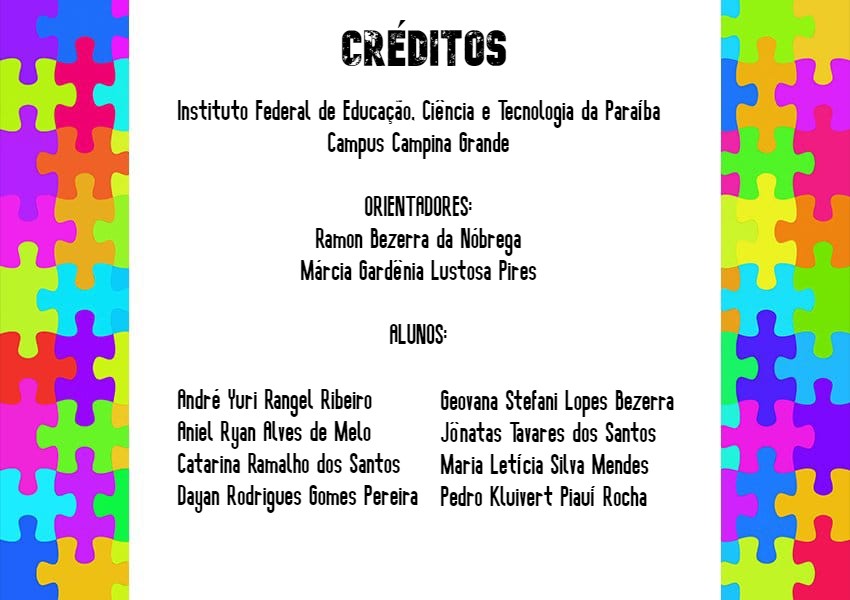 CRÉDITOS
Instituto Federal de Educação, Ciência e Tecnologia da Paraíba
Campus Campina Grande
ORIENTADORES:
Ramon Bezerra da Nóbrega
Márcia Gardênia Lustosa Pires
ALUNOS:
André Yuri Rangel Ribeiro
Aniel Ryan Alves de Melo
Catarina Ramalho dos Santos
Dayan Rodrigues Gomes Pereira
Geovana Stefani Lopes Bezerra
Jônatas Tavares dos Santos
Maria Letícia Silva Mendes
Pedro Kluivert Piauí Rocha